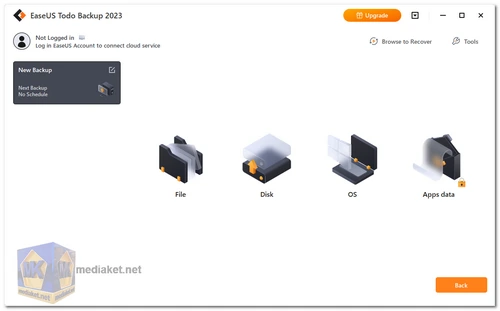 EaseUS Todo Backup 2023
Upgrade
Not Logged in
Log in EaseUS Account to connect cloud service
Browse to Recover
Tools
New Backup
Next Backup
No Schedule
File
Disk
OS
Apps data
mediaket.net
Back